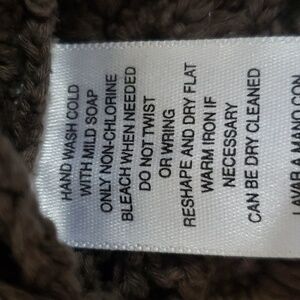 HAND WASH COLD
WITH MILD SOAP
ONLY NON-CHLORINE
BLEACH WHEN NEEDED
DO NOT TWIST
OR WRING
RESHAPE AND DRY FLAT
WARM IRON IF
NECESSARY
CAN BE DRY CLEANED
LAVAR A MANO CON